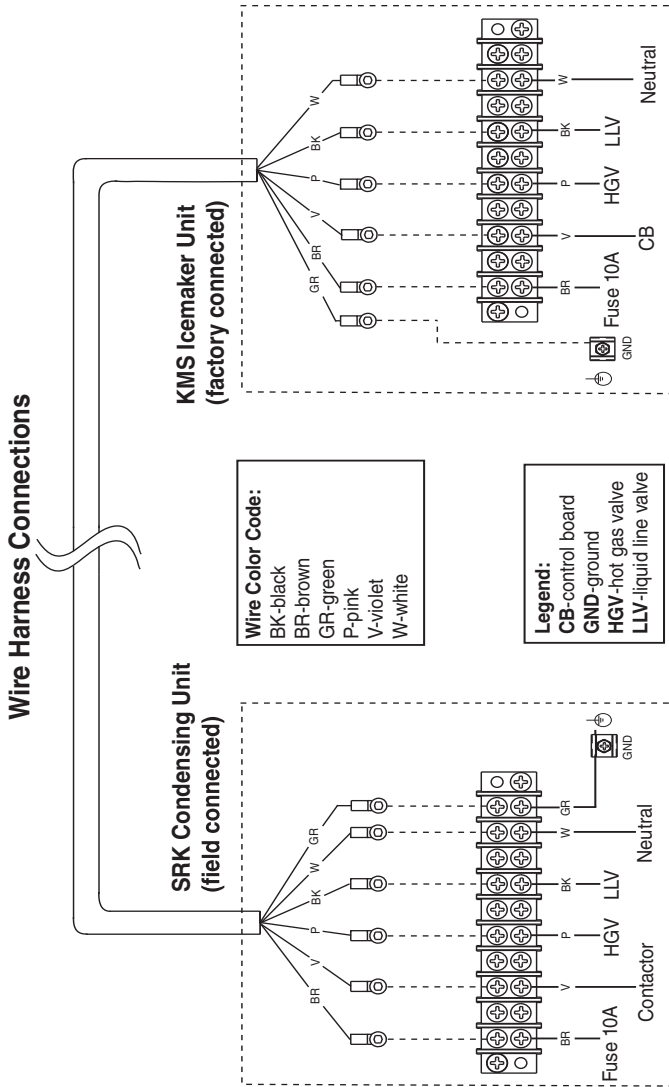 Wire Harness Connections
SRK Condensing Unit
(field connected)
GR
W
BK
P
V
BR
GR
W
BK
P
V
BR
GND
Neutral
LLV
HGV
Contactor
Fuse 10A
Wire Color Code:
BK-black
BR-brown
GR-green
P-pink
V-violet
W-white
Legend:
CB-control board
GND-ground
HGV-hot gas valve
LLV-liquid line valve
KMS Icemaker Unit
(factory connected)
W
BK
P
V
BR
GR
W
BK
P
V
BR
GND
Neutral
LLV
HGV
CB
Fuse 10A